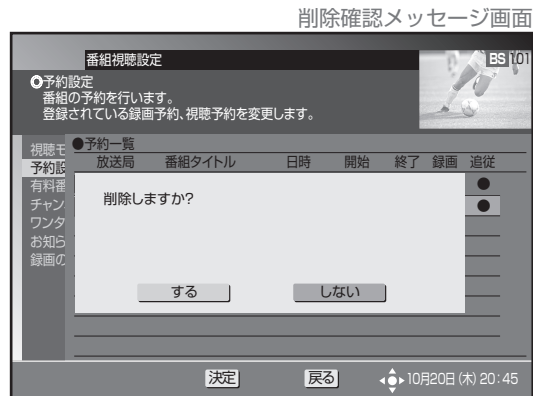 削除確認メッセージ画面
番組視聴設定
BS 101
予約設定
番組の予約を行います。
登録されている録画予約、視聴予約を変更します。
●予約一覧
放送局 番組タイトル 日時 開始 終了 録画 追従
視聴モ
予約設
有料番
チャン
ワンタ
お知ら
録画の
削除しますか?
する しない
決定 戻る 10月20日(木) 20:45